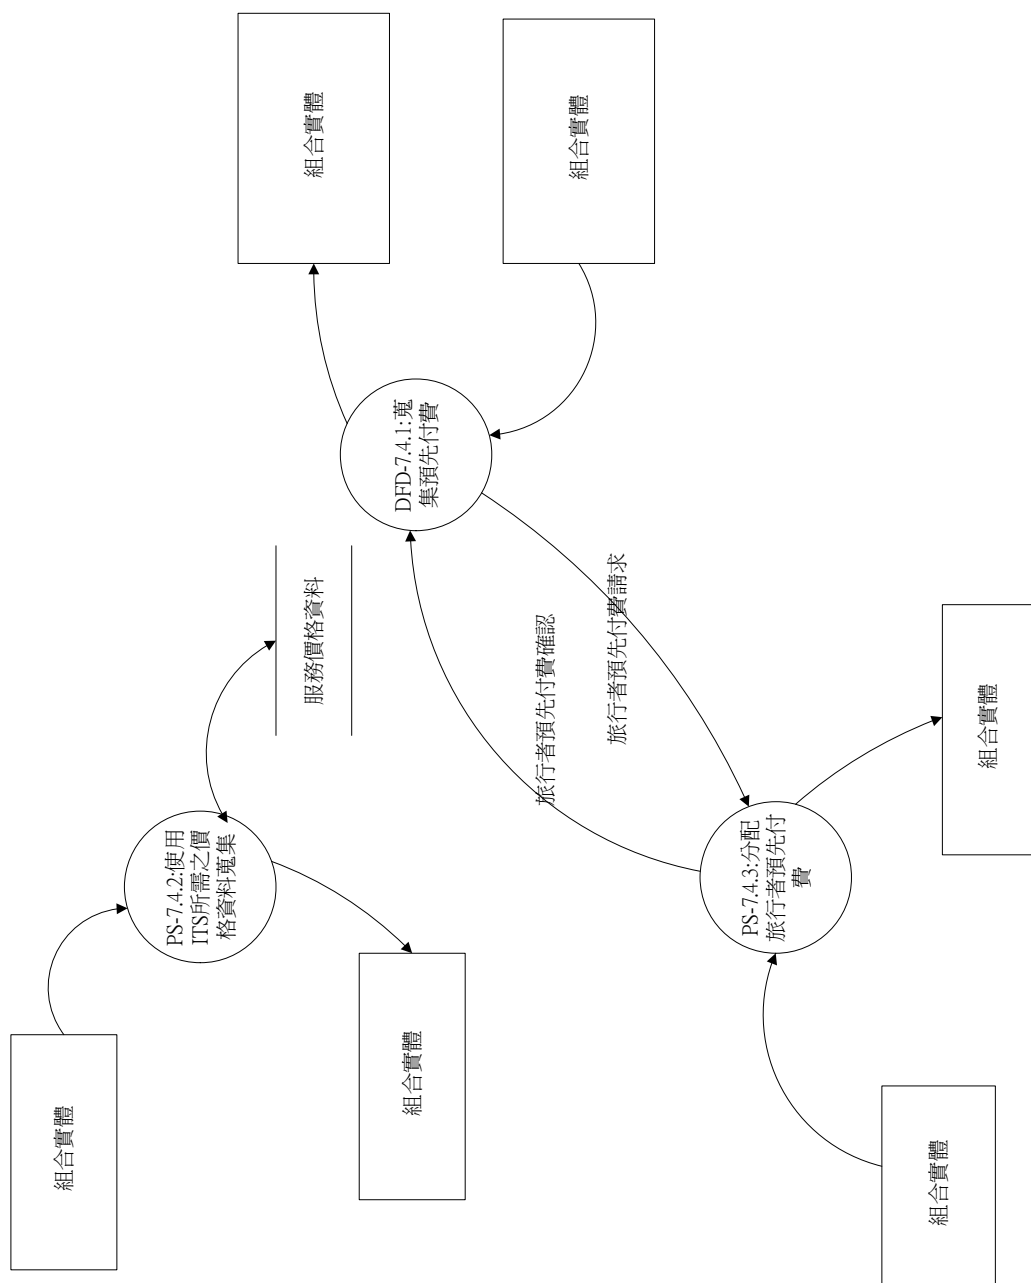 組合實體
PS-7.4.2:使用
ITS所需之價
格資料蒐集
服務價格資料
組合實體
組合實體
DFD-7.4.1:蒐
集預先付費
組合實體
旅行者預先付費確認
旅行者預先付費請求
PS-7.4.3:分配
旅行者預先付
費
組合實體
組合實體